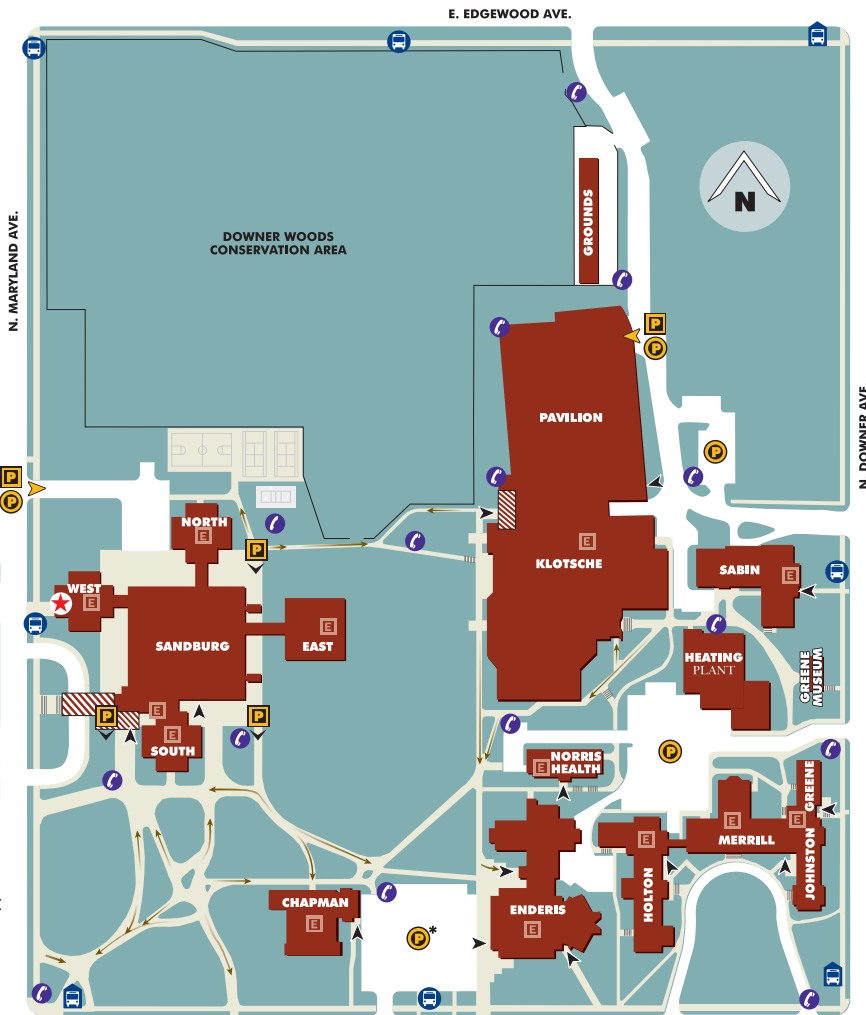 E. EDGEWOOD AVE.
N
N. MARYLAND AVE.
GROUNDS
DOWNER WOODS
CONSERVATION AREA
P
P
PAVILION
N. DOWNER AVE.
P
P
P
NORTH
E
P
E
KLOTSCHE
SABIN
E
WEST
E
SANDBURG
EAST
E
HEATING
PLANT
GREENE
MUSEUM
E
P
P
E
SOUTH
P
NORRIS
HEALTH
E
GREENE
E
E
E
MERRILL
JOHNSTON
HOLTON
CHAPMAN
E
ENDERIS
E
P*